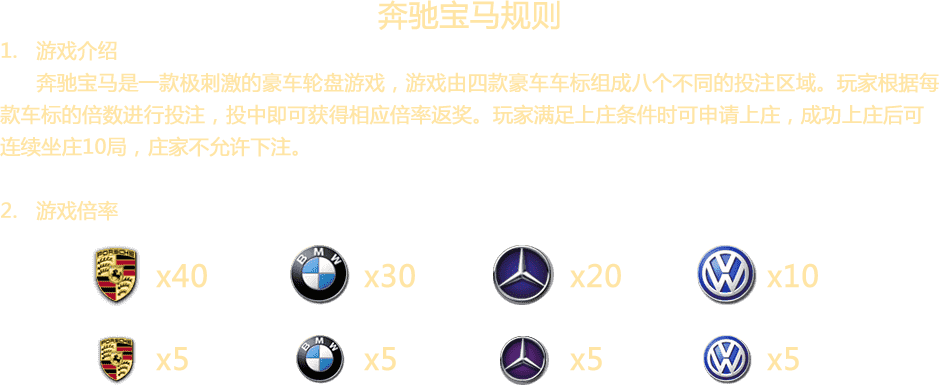 奔驰宝马规则
1. 游戏介绍
奔驰宝马是一款极刺激的豪车轮盘游戏，游戏由四款豪车车标组成八个不同的投注区域。玩家根据每
款车标的倍数进行投注，投中即可获得相应倍率返奖。玩家满足上庄条件时可申请上庄，成功上庄后可
连续坐庄10局，庄家不允许下注。
2. 游戏倍率
PORSCHE x40 BMW x30 x20 x10
x5 BMW x5 x5 x5